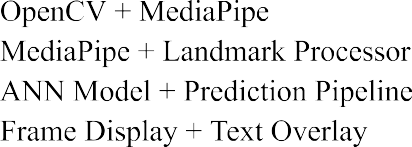 OpenCV + MediaPipe
MediaPipe + Landmark Processor
ANN Model + Prediction Pipeline
Frame Display + Text Overlay